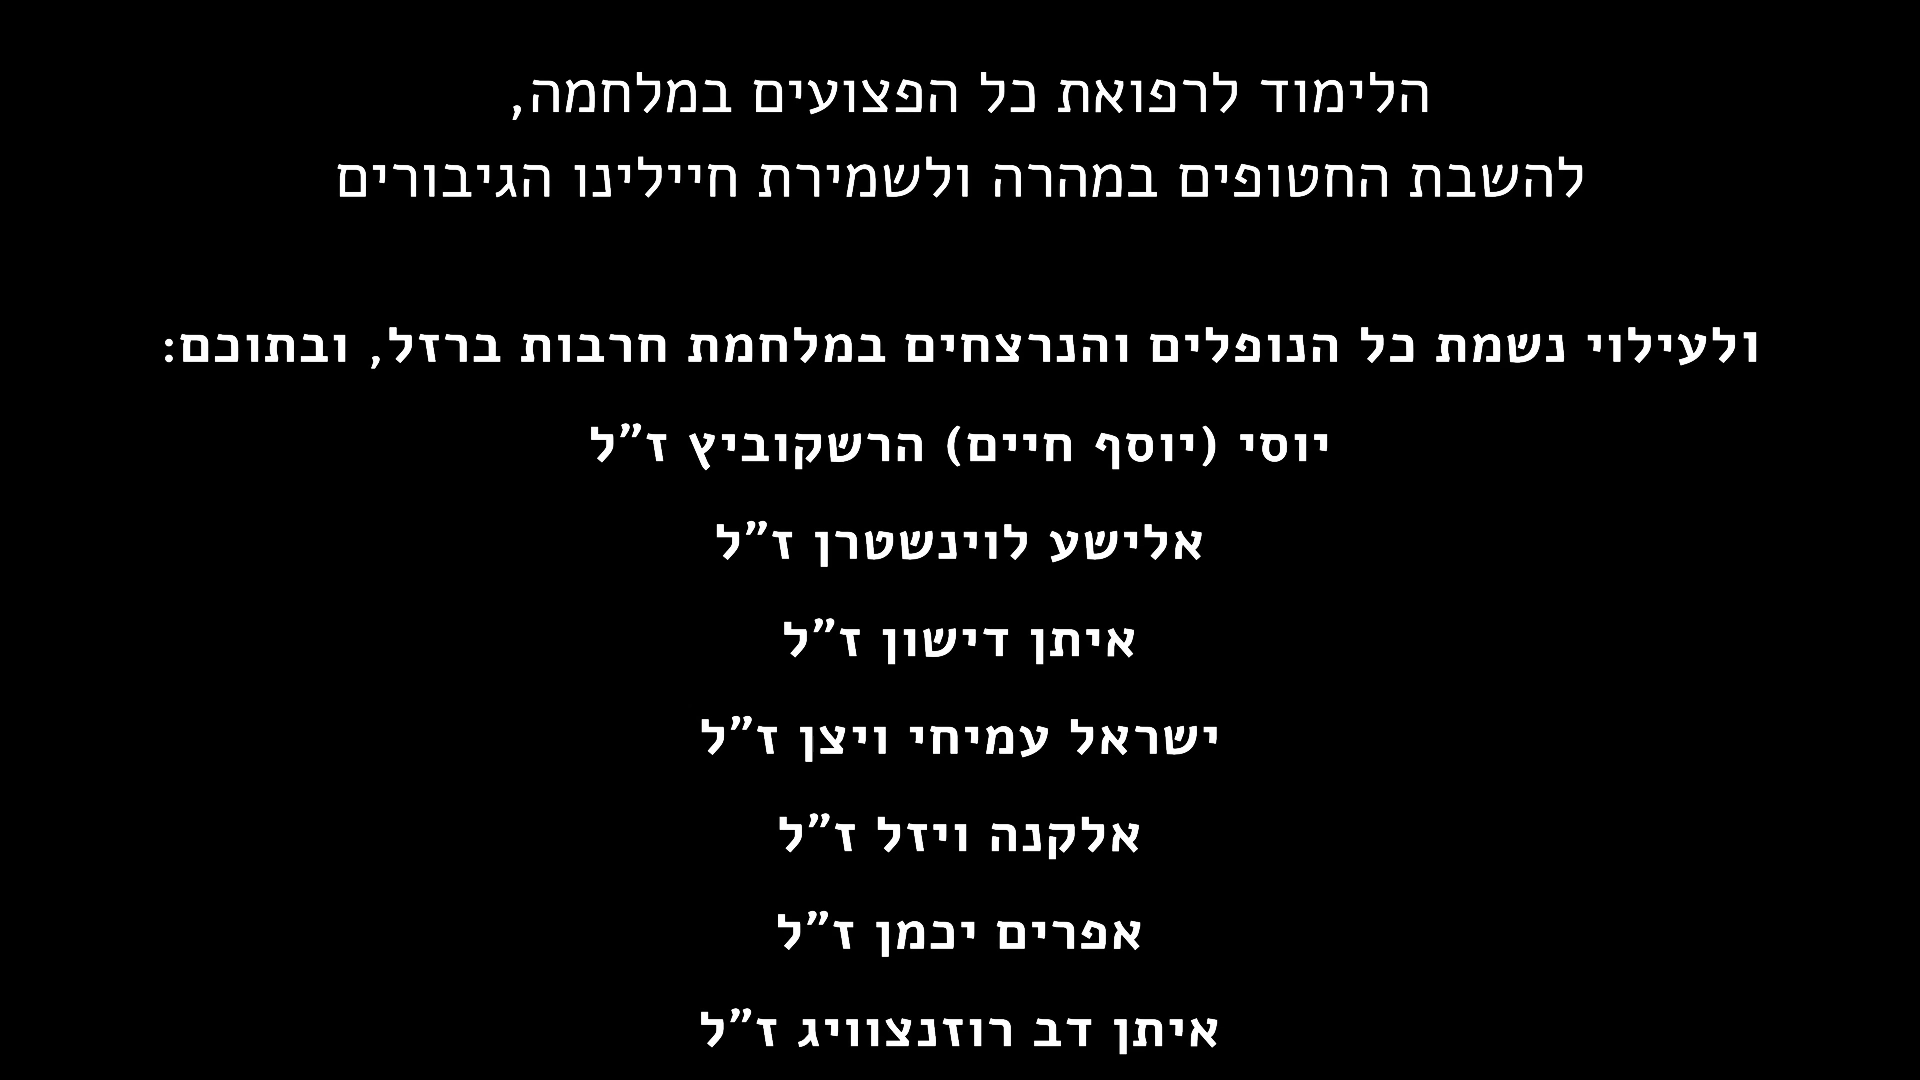 הלימוד לרפואת כל הפצועים במלחמה,
להשבת החטופים במהרה ולשמירת חיילינו הגיבורים
ולעילוי נשמת כל הנופלים והנרצחים במלחמת חרבות ברזל, ובתוכם:
יוסי (יוסף חיים) הרשקוביץ ז"ל
אלישע לוינשטרן ז"ל
איתן דישון ז"ל
ישראל עמיחי ויצן ז"ל
אלקנה ויזל ז"ל
אפרים יכמן ז"ל
איתן דב רוזנצוויג ז"ל